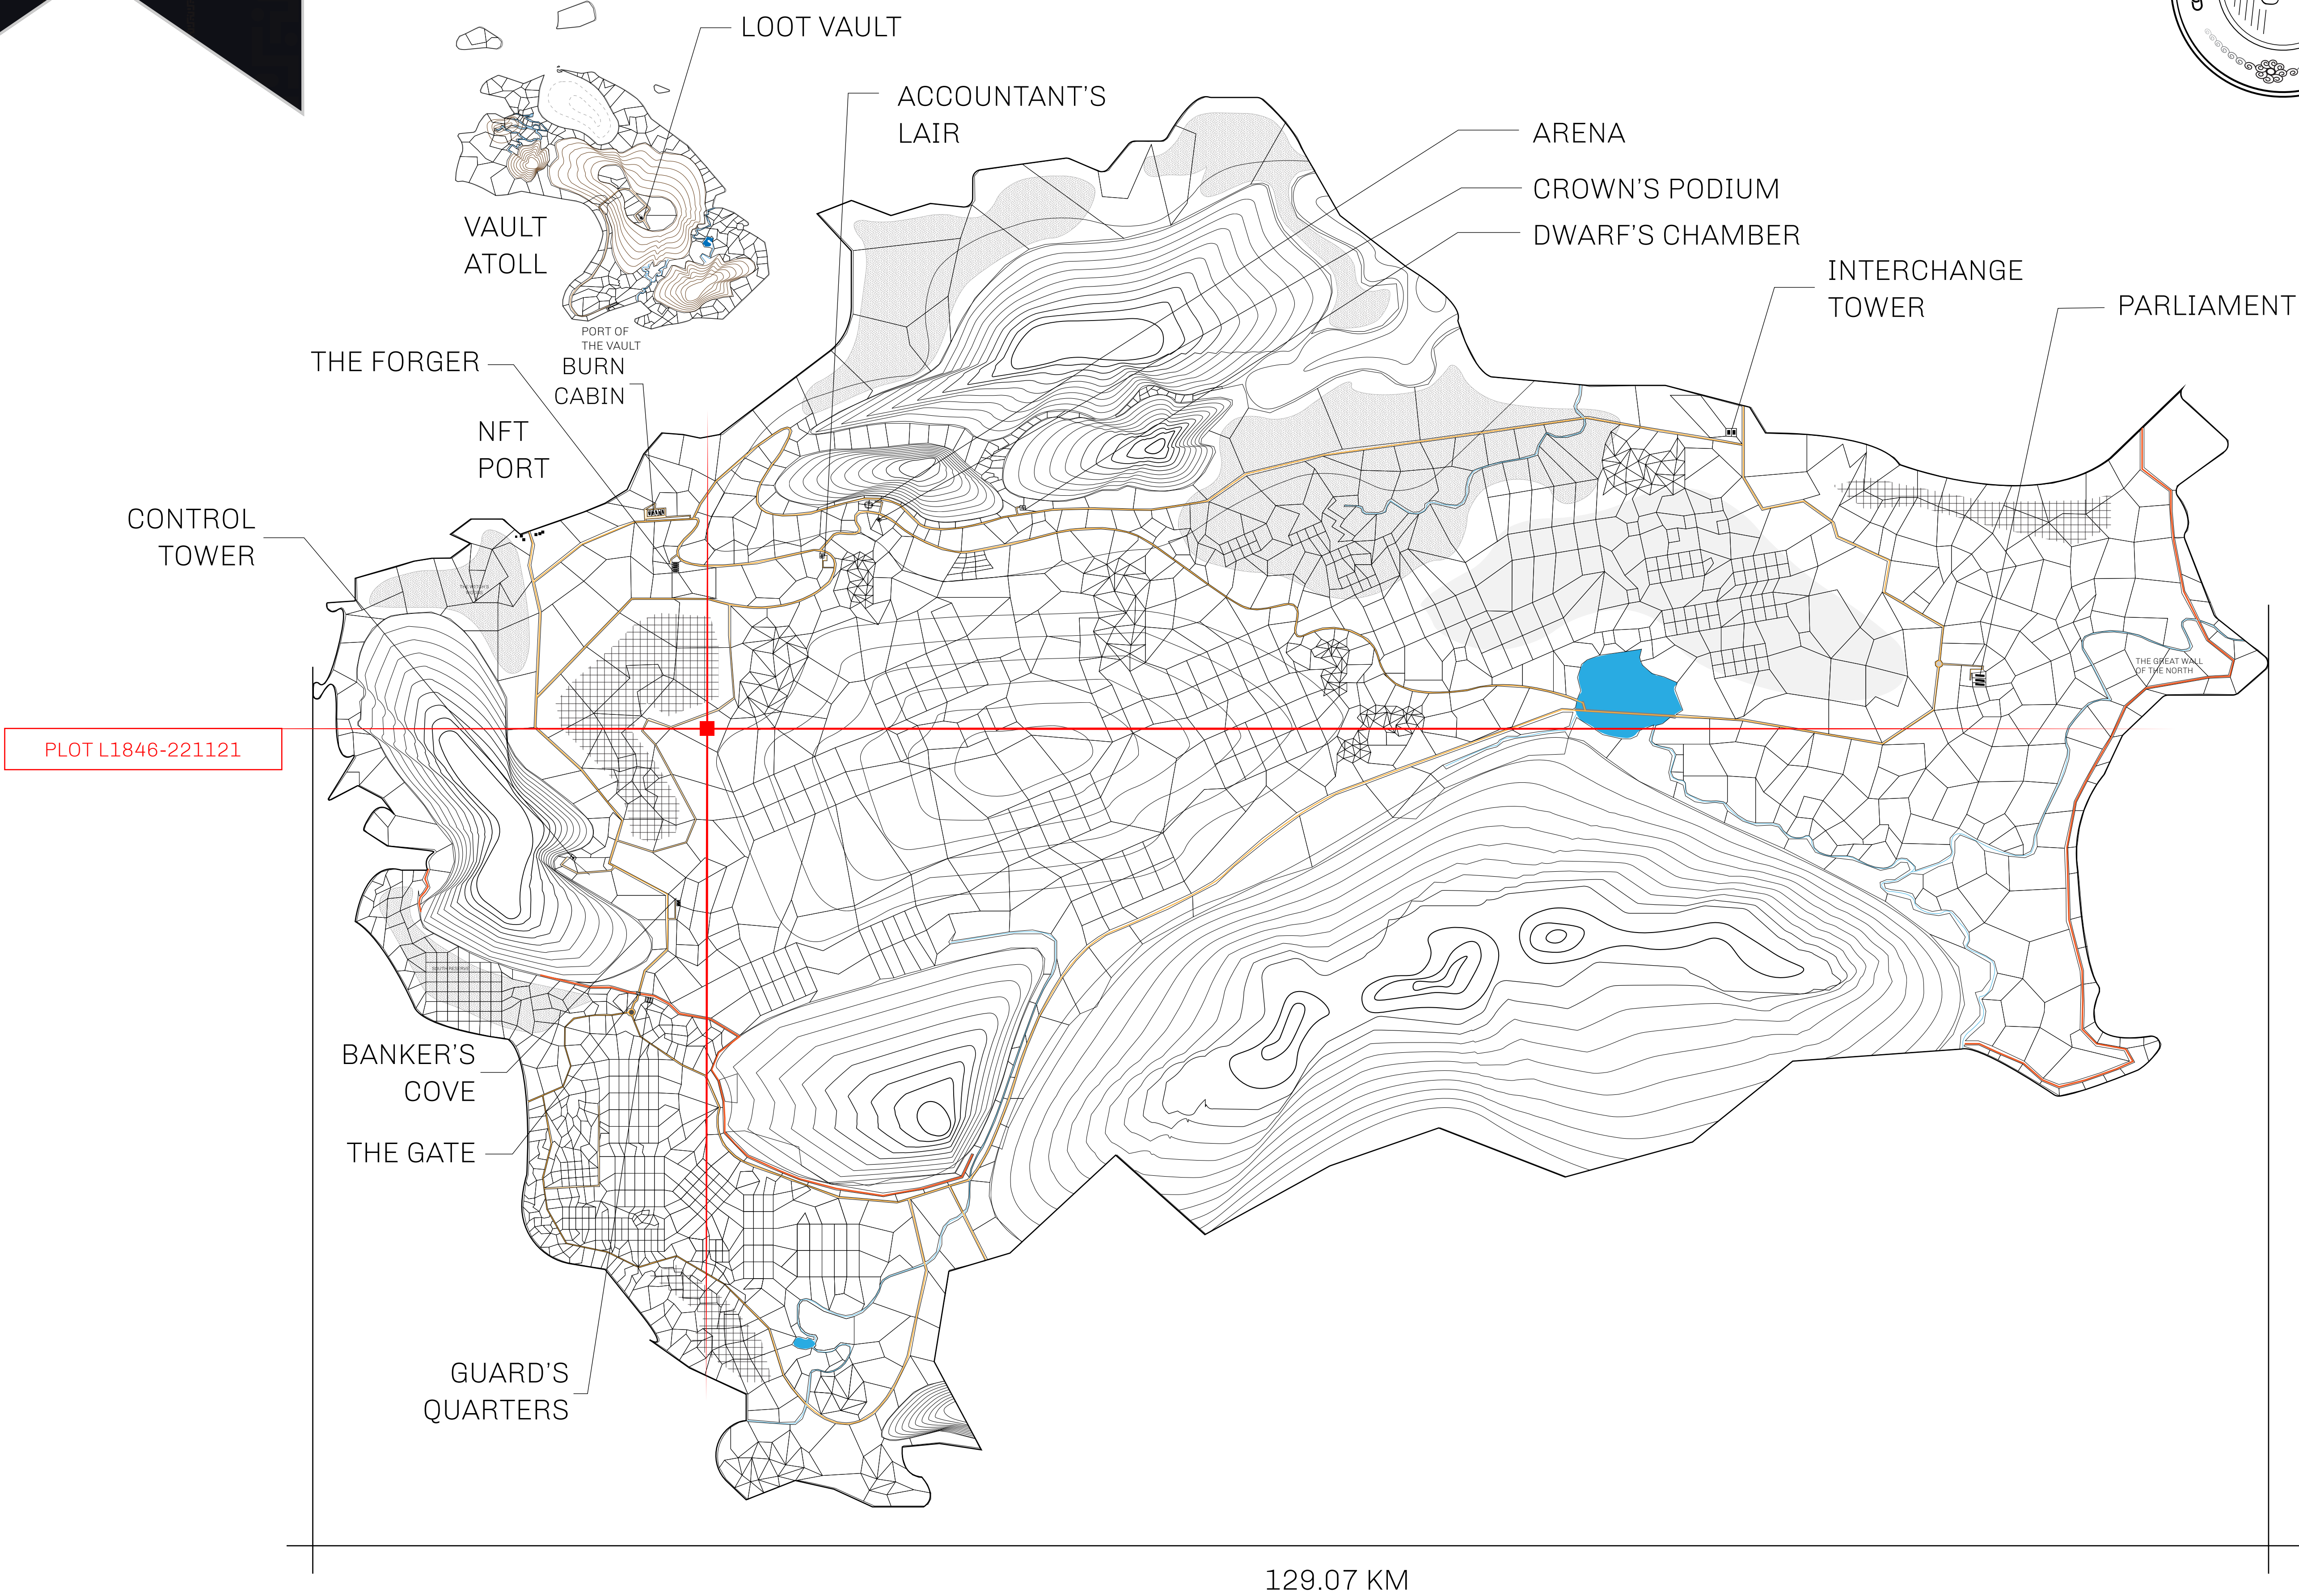 LOOT VAULT
ACCOUNTANT'S
LAIR
ARENA
CROWN'S PODIUM
DWARF'S CHAMBER
VAULT
ATOLL
INTERCHANGE
TOWER
PARLIAMENT
PORT OF
THE VAULT
THE FORGER
BURN
CABIN
NFT
PORT
CONTROL
TOWER
THE GREAT WALL
OF THE NORTH
PLOT L1846-221121
SOUTH RESERVE
BANKER'S
COVE
THE GATE
GUARD'S
QUARTERS
129.07 KM